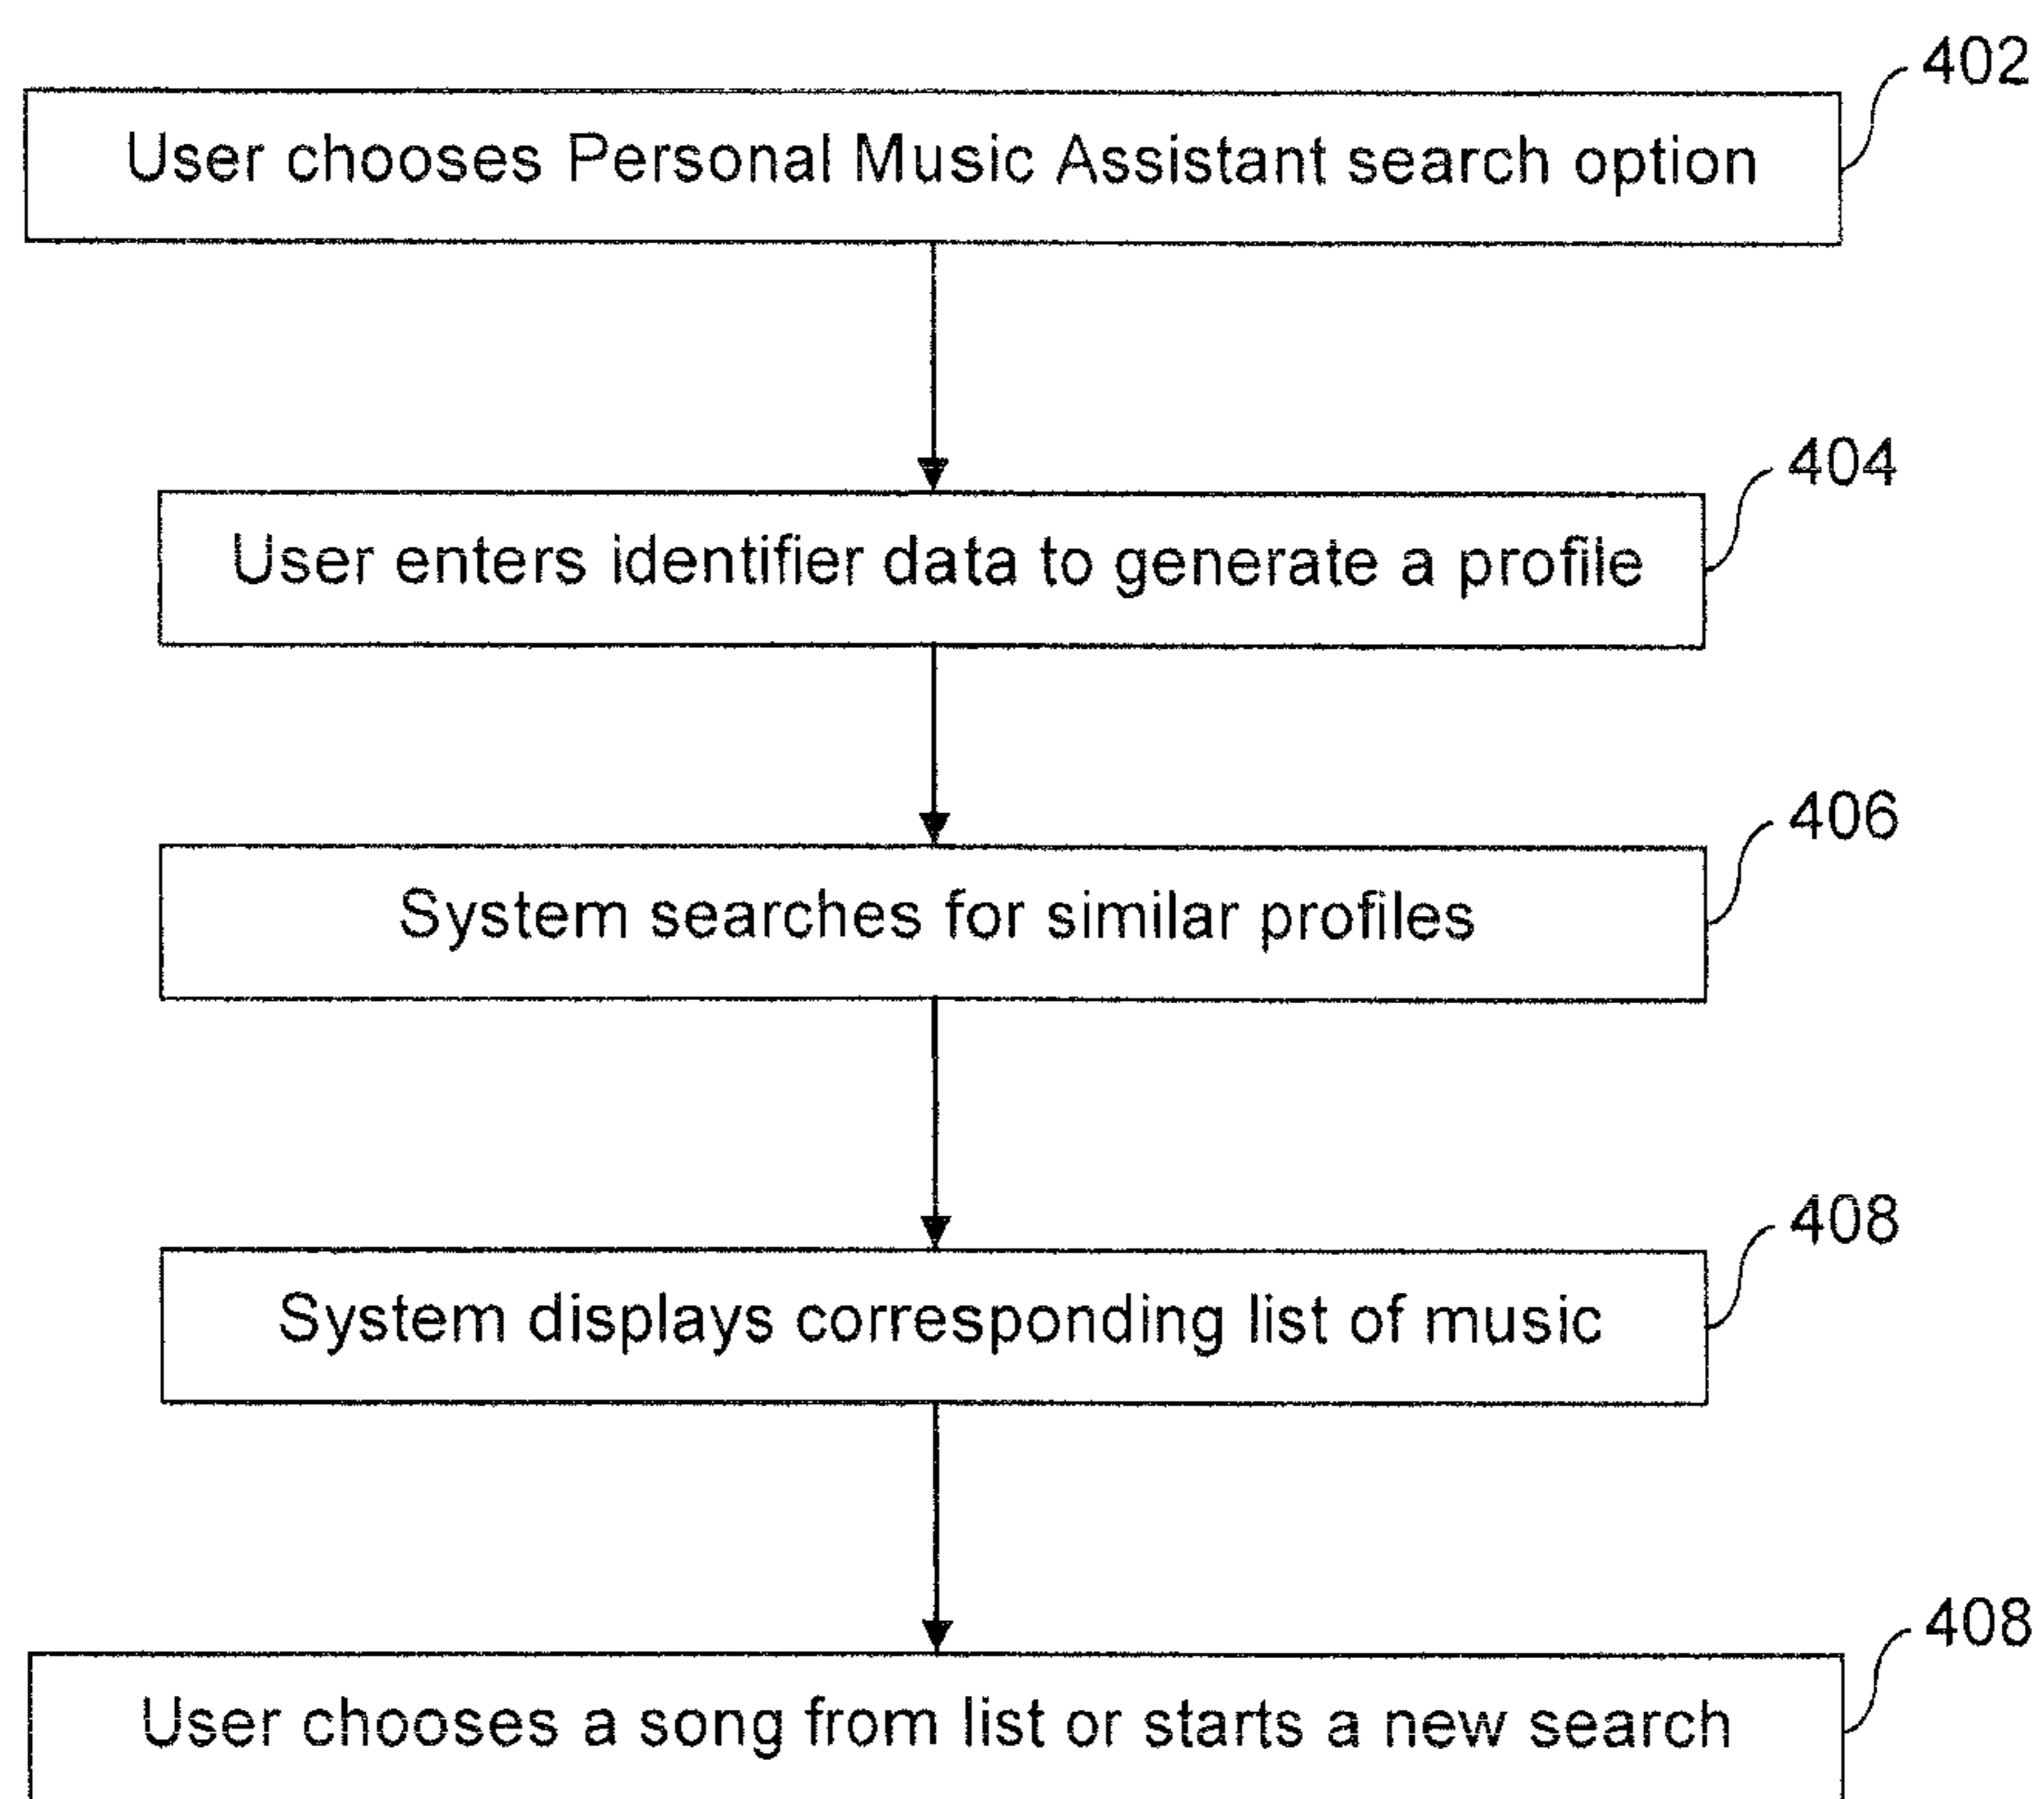 402
User chooses Personal Music Assistant search option
404
User enters identifier data to generate a profile
406
System searches for similar profiles
408
System displays corresponding list of music
408
User chooses a song from list or starts a new search